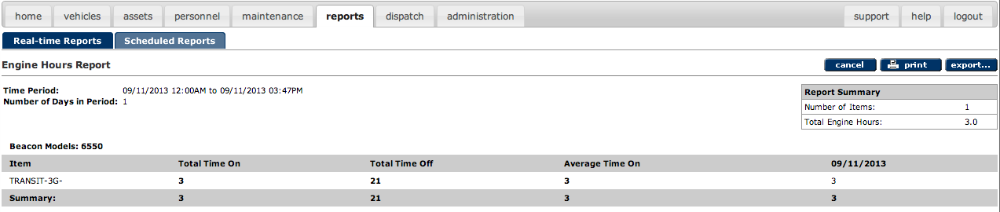 home vehicles assets personnel maintenance reports dispatch administration support help logout
Real-time Reports Scheduled Reports
Engine Hours Report cancel print export...
Time Period: 09/11/2013 12:00AM to 09/11/2013 03:47PM
Number of Days in Period: 1
Report Summary
Number of Items: 1
Total Engine Hours: 3.0
Beacon Models: 6550
Item Total Time On Total Time Off Average Time On 09/11/2013
TRANSIT-3G- 3 21 3 3
Summary: 3 21 3 3